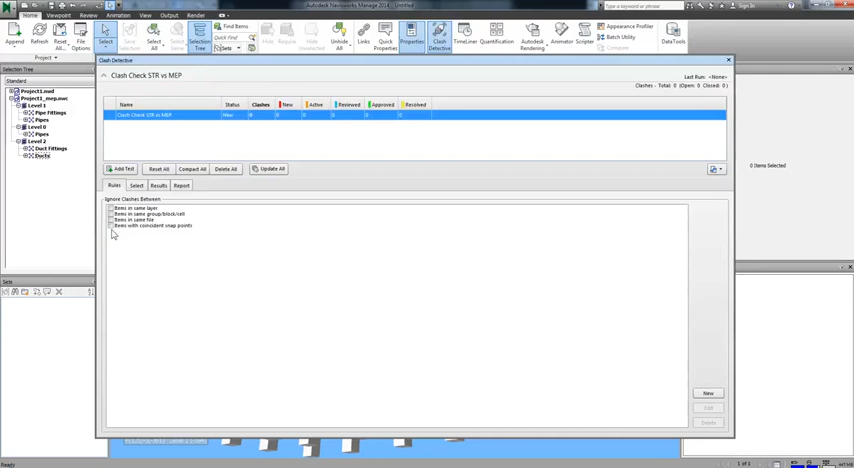 Autodesk Navisworks Manage 2014 Untitled
Type a keyword or phrase
Sign In
Home Viewpoint Review Animation View Output Render
Append
Refresh
Reset All...
File Options
Project
Select
Select All
Select Same
Selection Tree
Find Items
Quick Find
Sets
Hide
Require
Hide Unselected
Unhide All
Links
Quick Properties
Properties
Clash Detective
TimeLiner
Quantification
Autodesk Rendering
Animator
Scripter
Appearance Profiler
Batch Utility
Compare
DataTools
Selection Tree
Standard
Project1.nwd
Project1_mep.nwc
Level 1
Pipe Fittings
Pipes
Level 0
Pipes
Level 2
Duct Fittings
Ducts
Sets
Clash Detective
Clash Check STR vs MEP
Last Run: <None>
Clashes - Total: 0 (Open: 0 Closed: 0)
Name Status Clashes New Active Reviewed Approved Resolved
Clash Check STR vs MEP New 0 0 0 0 0 0
Add Test Reset All Compact All Delete All Update All
Rules Select Results Report
Ignore Clashes Between
Items in same layer
Items in same group/block/cell
Items in same file
Items with coincident snap points
New
Edit
Delete
0 Items Selected
Ready
1 of 1